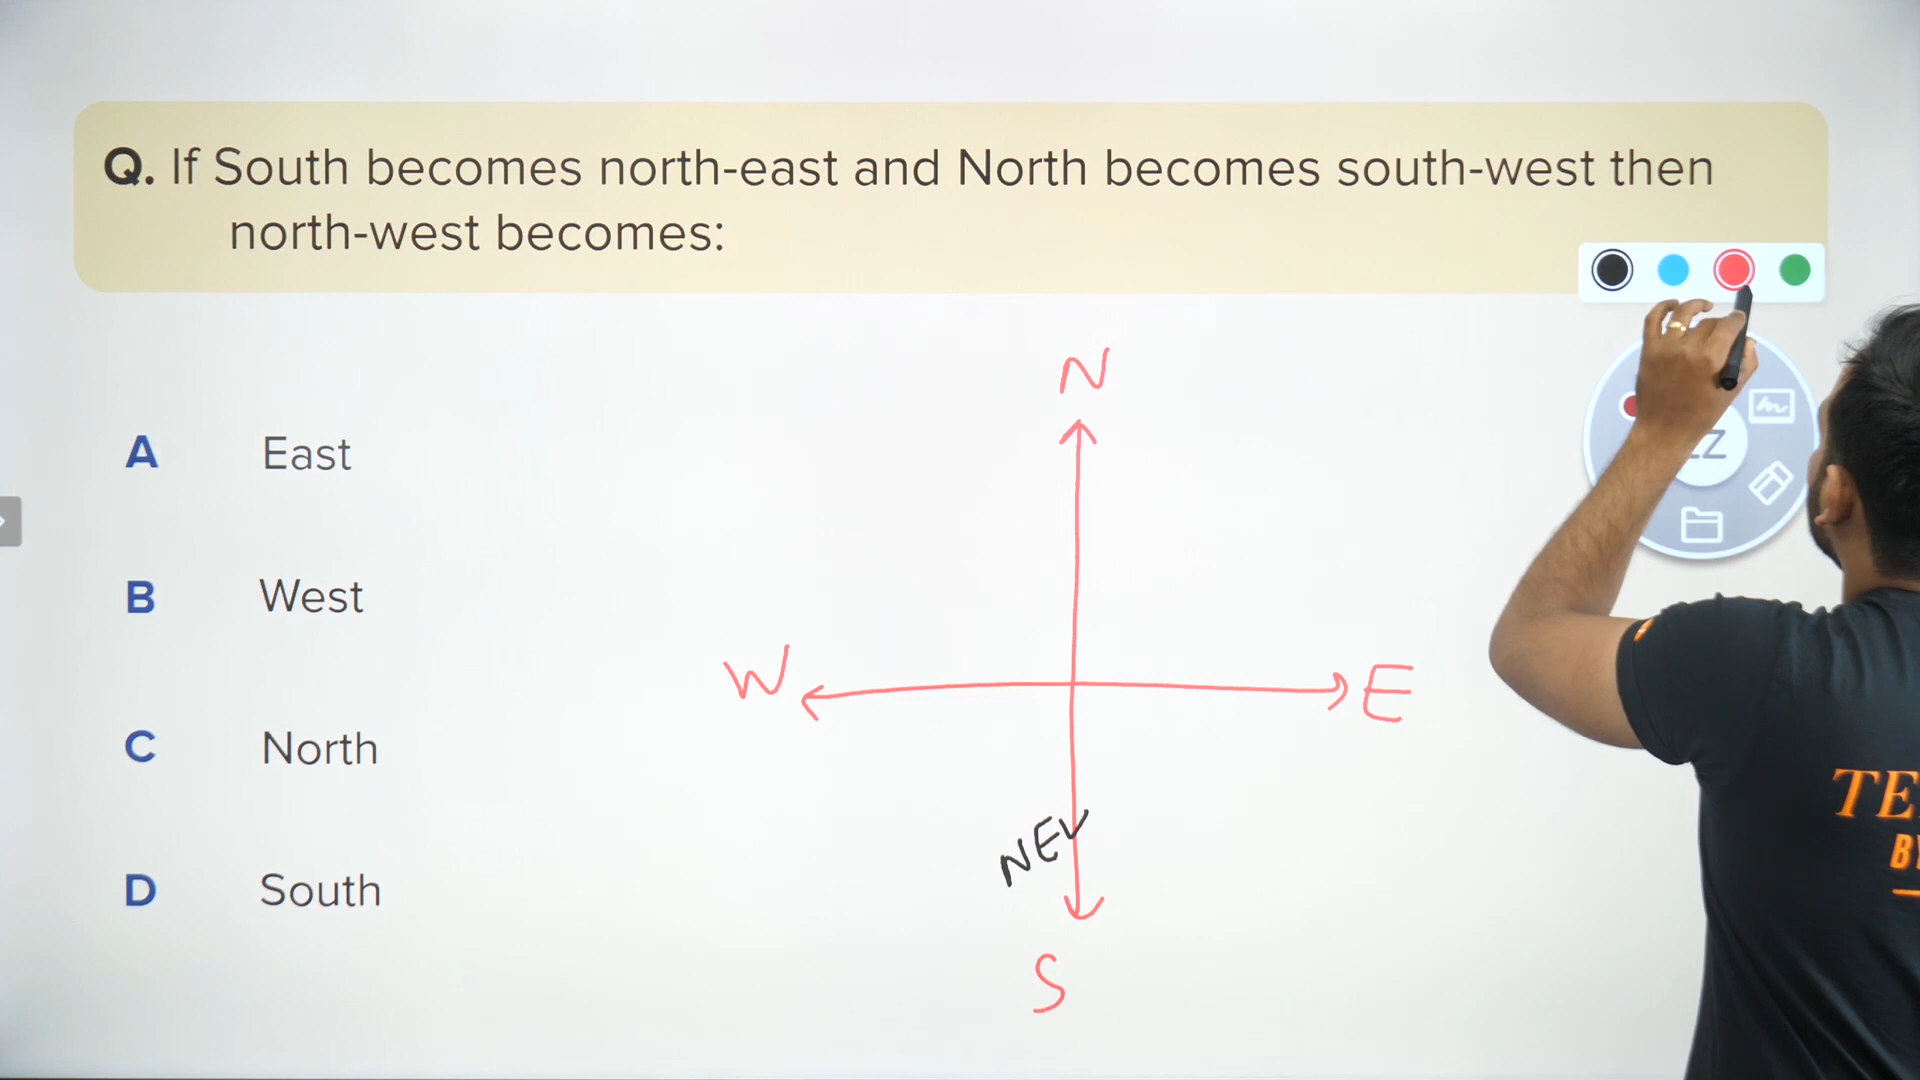 Q. If South becomes north-east and North becomes south-west then
north-west becomes:
A East
B West
C North
D South
N
W
E
NE
S
TE
B